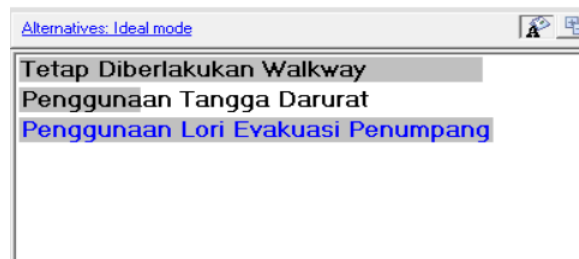 Alternatives: Ideal mode
A
Tetap Diberlakukan Walkway
Penggunaan Tangga Darurat
Penggunaan Lori Evakuasi Penumpang